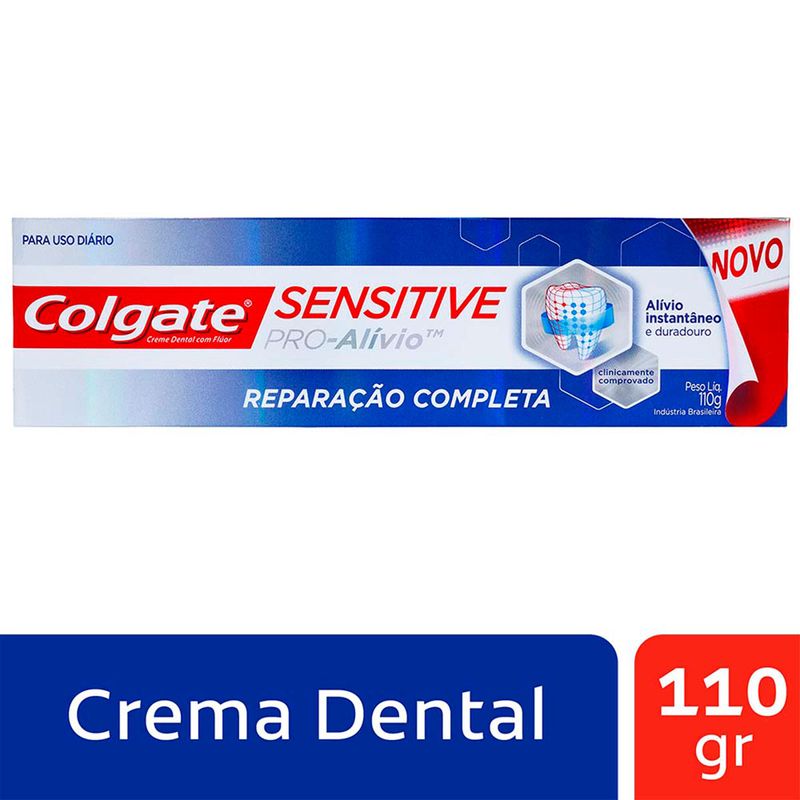 PARA USO DIÁRIO
Colgate®
Creme Dental com Flúor
SENSITIVE
PRO-Alívio™
REPARAÇÃO COMPLETA
clinicamente
comprovado
Alívio
instantâneo
e duradouro
NOVO
Peso Líq.
110g
Indústria Brasileira
Crema Dental
110
gr